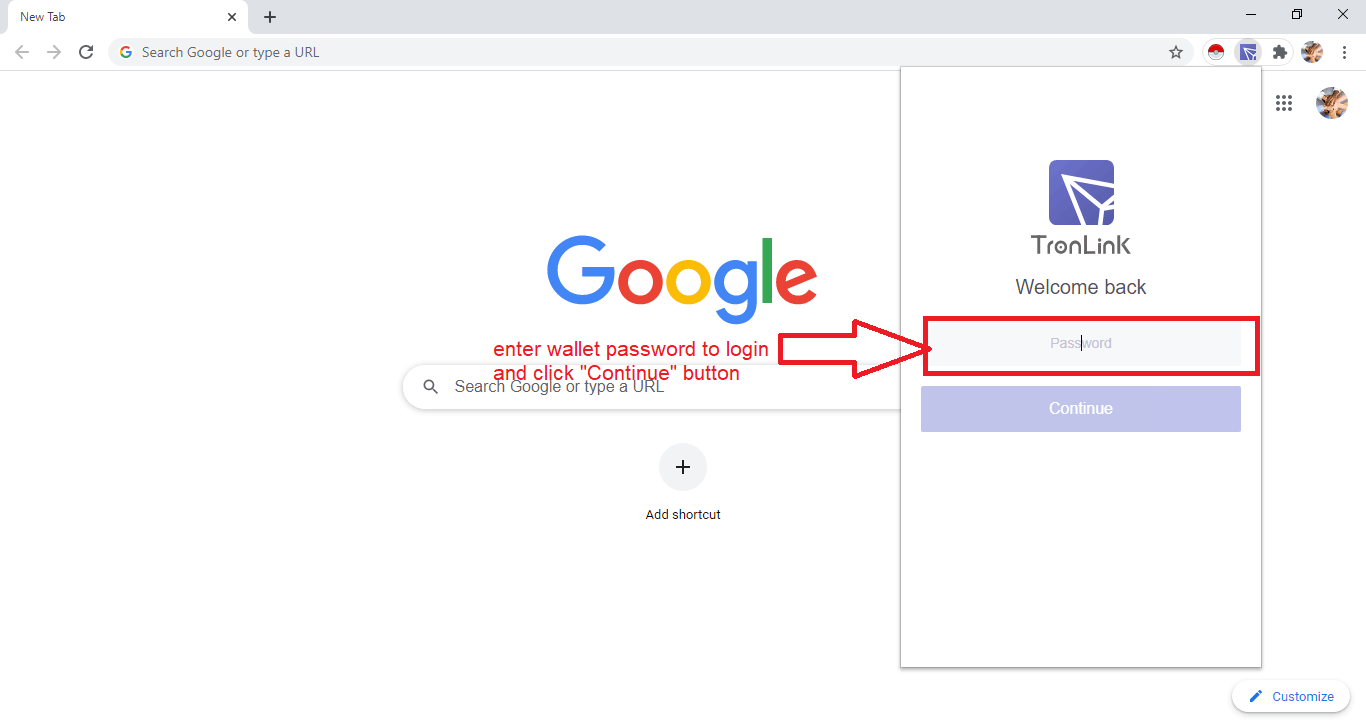 New Tab
Search Google or type a URL
TronLink
Welcome back
Google
enter wallet password to login
and click "Continue" button
Password
Search Google or type a URL
Continue
Add shortcut
Customize